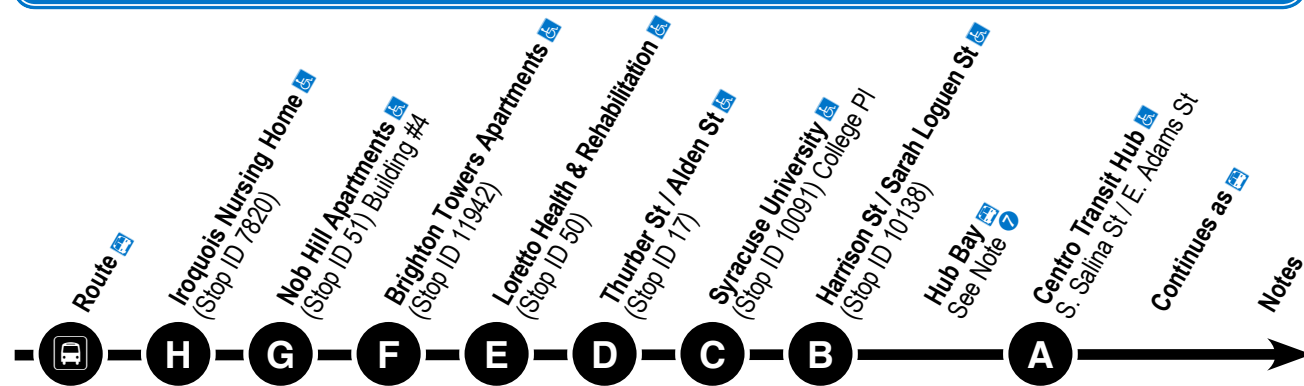 Route
Iroquois Nursing Home
(Stop ID 7820)
Nob Hill Apartments
(Stop ID 51) Building #4
Brighton Towers Apartments
(Stop ID 11942)
Loretto Health & Rehabilitation
(Stop ID 50)
Thurber St / Alden St
(Stop ID 17)
Syracuse University
(Stop ID 10091) College Pl
Harrison St / Sarah Loguen St
(Stop ID 10138)
Hub Bay
See Note 7
Centro Transit Hub
S. Salina St / E. Adams St
Continues as
Notes
H G F E D C B A